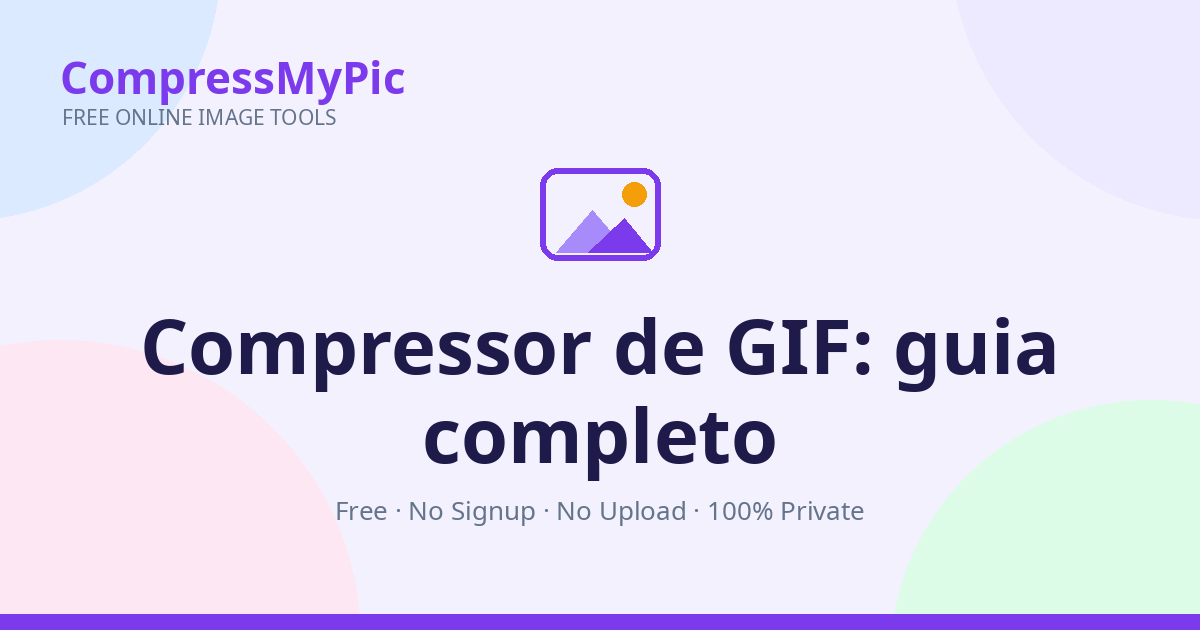 CompressMyPic
FREE ONLINE IMAGE TOOLS
Compressor de GIF: guia
completo
Free · No Signup · No Upload · 100% Private